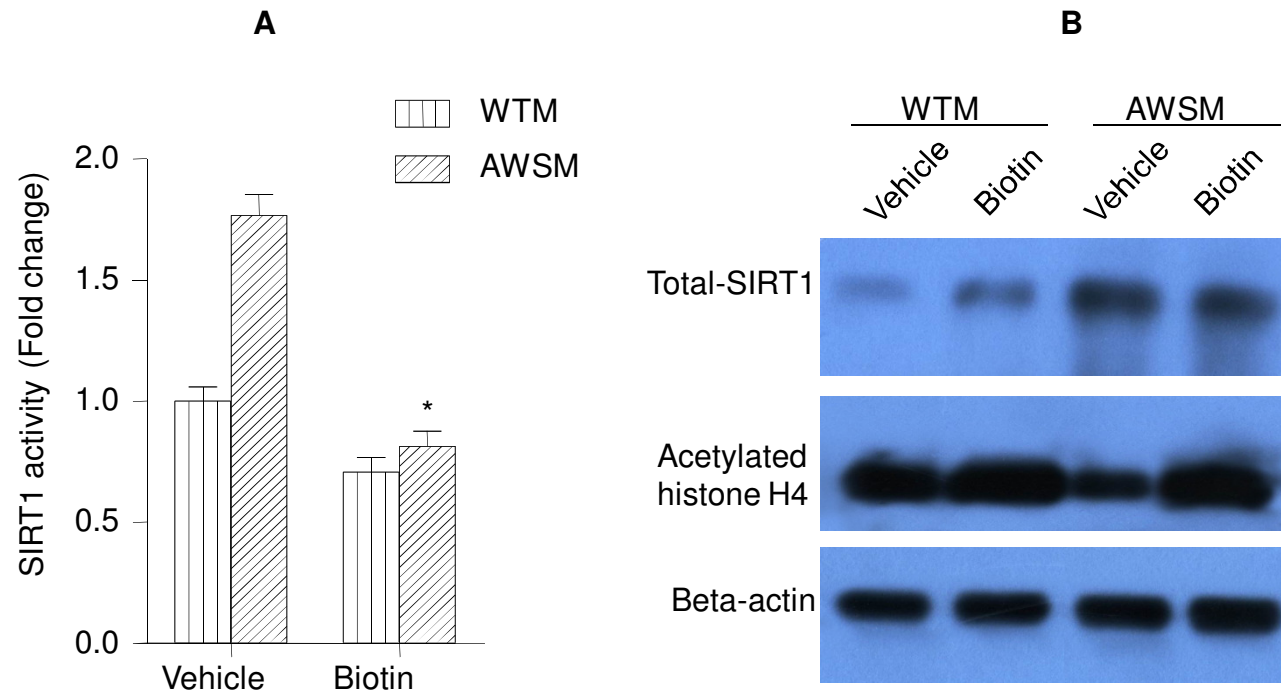 A
WTM
AWSM
SIRT1 activity (Fold change)
2.0
1.5
1.0
0.5
0.0
*
Vehicle
Biotin
B
WTM
AWSM
Vehicle
Biotin
Vehicle
Biotin
Total-SIRT1
Acetylated
histone H4
Beta-actin